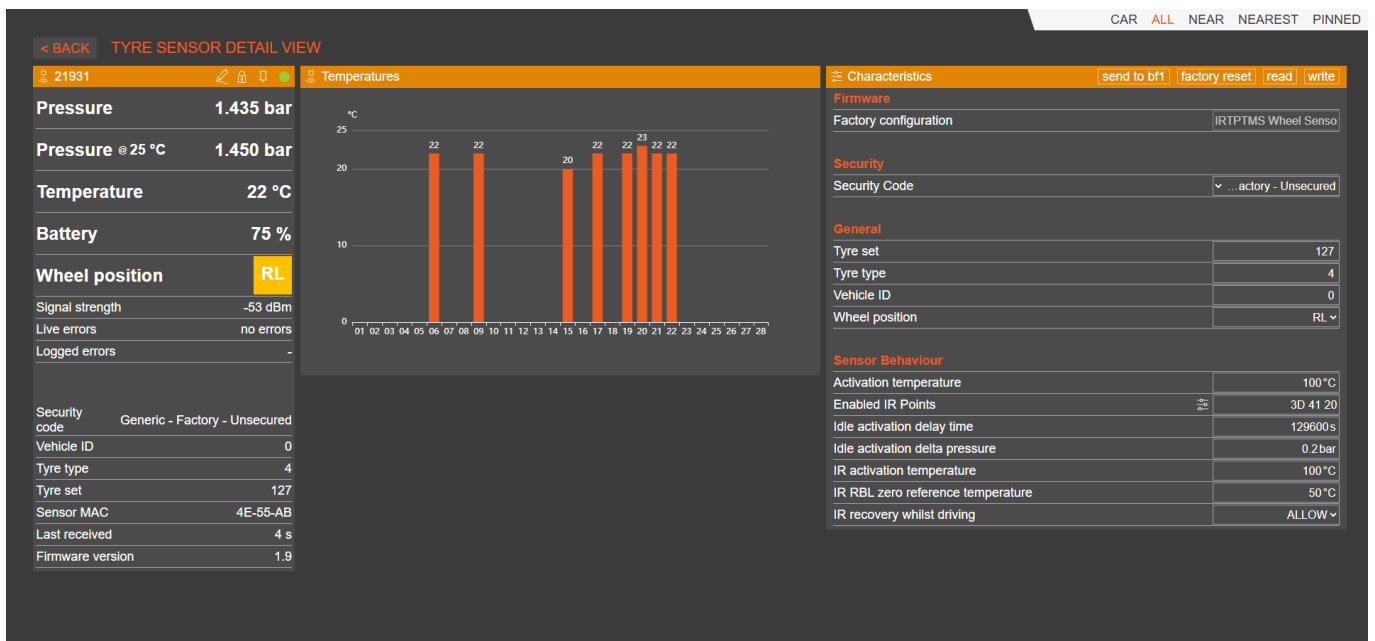 CAR ALL NEAR NEAREST PINNED
< BACK TYRE SENSOR DETAIL VIEW
21931
Pressure 1.435 bar
Pressure @ 25 °C 1.450 bar
Temperature 22 °C
Battery 75 %
Wheel position RL
Signal strength -53 dBm
Live errors no errors
Logged errors -
Security code Generic - Factory - Unsecured
Vehicle ID 0
Tyre type 4
Tyre set 127
Sensor MAC 4E-55-AB
Last received 4 s
Firmware version 1.9
Temperatures
°C
25
20
10
0
22 22 20 22 22 23 22 22
01 02 03 04 05 06 07 08 09 10 11 12 13 14 15 16 17 18 19 20 21 22 23 24 25 26 27 28
Characteristics send to bf1 factory reset read write
Firmware
Factory configuration IRTPTMS Wheel Senso
Security
Security Code …actory - Unsecured
General
Tyre set 127
Tyre type 4
Vehicle ID 0
Wheel position RL
Sensor Behaviour
Activation temperature 100°C
Enabled IR Points 3D 41 20
Idle activation delay time 129600s
Idle activation delta pressure 0.2bar
IR activation temperature 100°C
IR RBL zero reference temperature 50°C
IR recovery whilst driving ALLOW